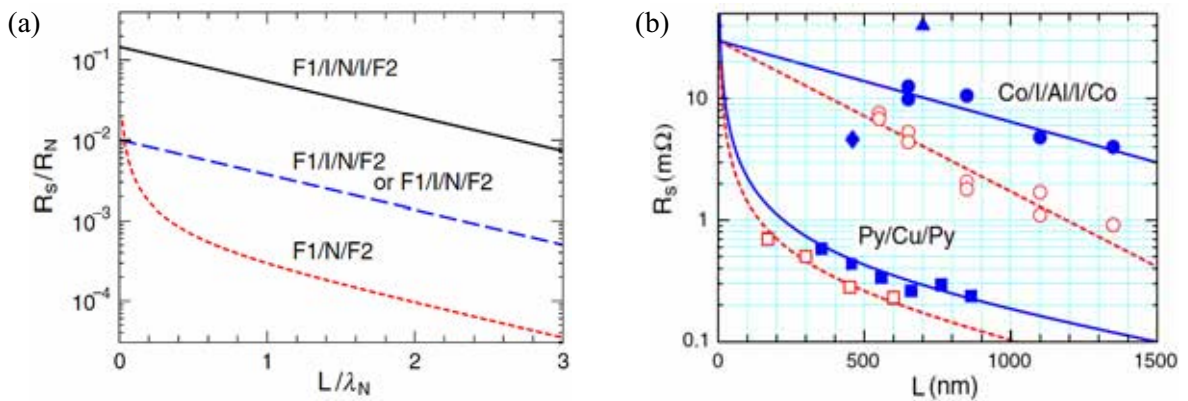 (a)
R_s/R_N
10^-1
10^-2
10^-3
10^-4
F1/I/N/I/F2
F1/I/N/F2
or F1/I/N/F2
F1/N/F2
0
1
2
3
L/λ_N
(b)
R_s (mΩ)
10
1
0.1
Co/I/Al/I/Co
Py/Cu/Py
0
500
1000
1500
L (nm)